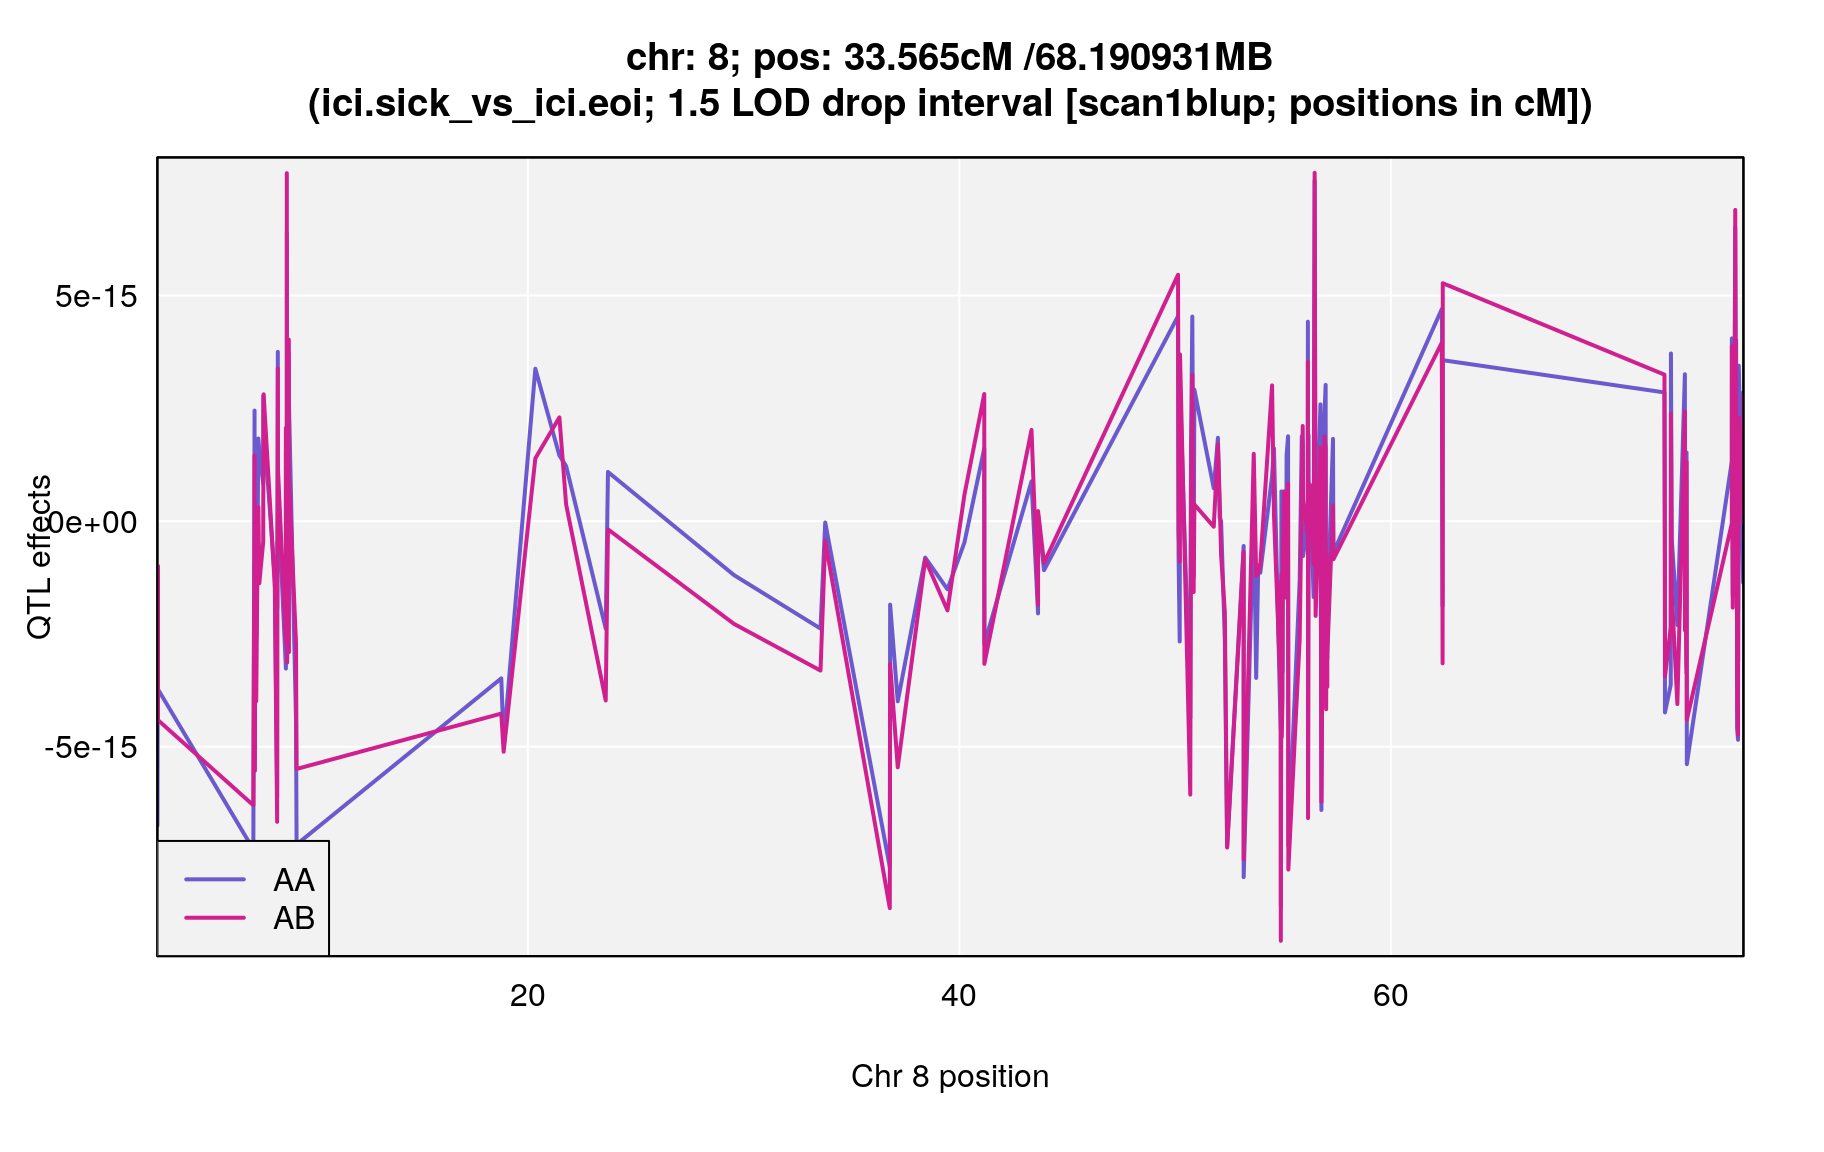 chr: 8; pos: 33.565cM /68.190931MB
(ici.sick_vs_ici.eoi; 1.5 LOD drop interval [scan1blup; positions in cM])
5e-15
0e+00
-5e-15
QTL effects
AA
AB
20
40
60
Chr 8 position